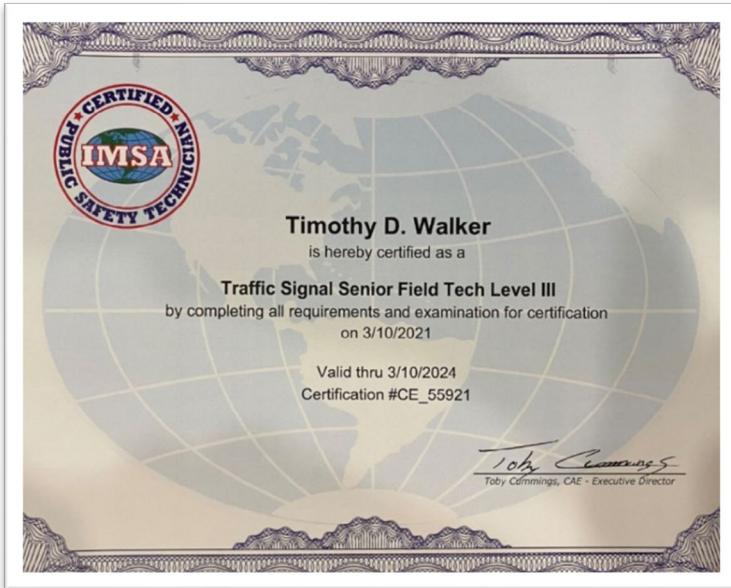 CERTIFIED
PUBLIC SAFETY TECHNICIAN
IMSA
Timothy D. Walker
is hereby certified as a
Traffic Signal Senior Field Tech Level III
by completing all requirements and examination for certification
on 3/10/2021
Valid thru 3/10/2024
Certification #CE_55921
Toby Cummings
Toby Cummings, CAE - Executive Director